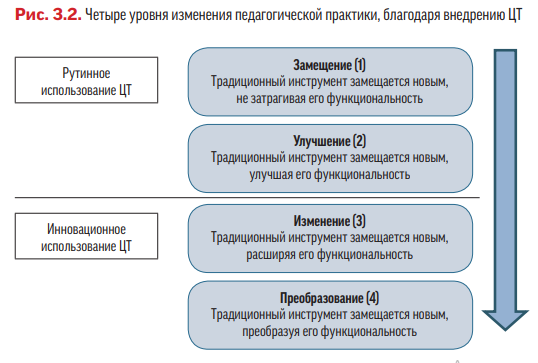 Рис. 3.2. Четыре уровня изменения педагогической практики, благодаря внедрению ЦТ
Рутинное
использование ЦТ
Замещение (1)
Традиционный инструмент замещается новым,
не затрагивая его функциональность
Улучшение (2)
Традиционный инструмент замещается новым,
улучшая его функциональность
Инновационное
использование ЦТ
Изменение (3)
Традиционный инструмент замещается новым,
расширяя его функциональность
Преобразование (4)
Традиционный инструмент замещается новым,
преобразуя его функциональность